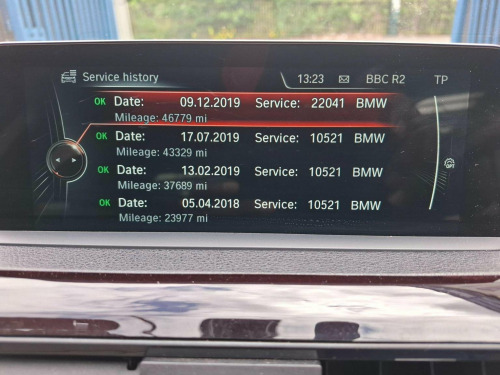 Service history 13:23 BBC R2 TP
OK Date: 09.12.2019 Service: 22041 BMW
Mileage: 46779 mi
OK Date: 17.07.2019 Service: 10521 BMW
Mileage: 43329 mi
OK Date: 13.02.2019 Service: 10521 BMW
Mileage: 37689 mi
OK Date: 05.04.2018 Service: 10521 BMW
Mileage: 23977 mi